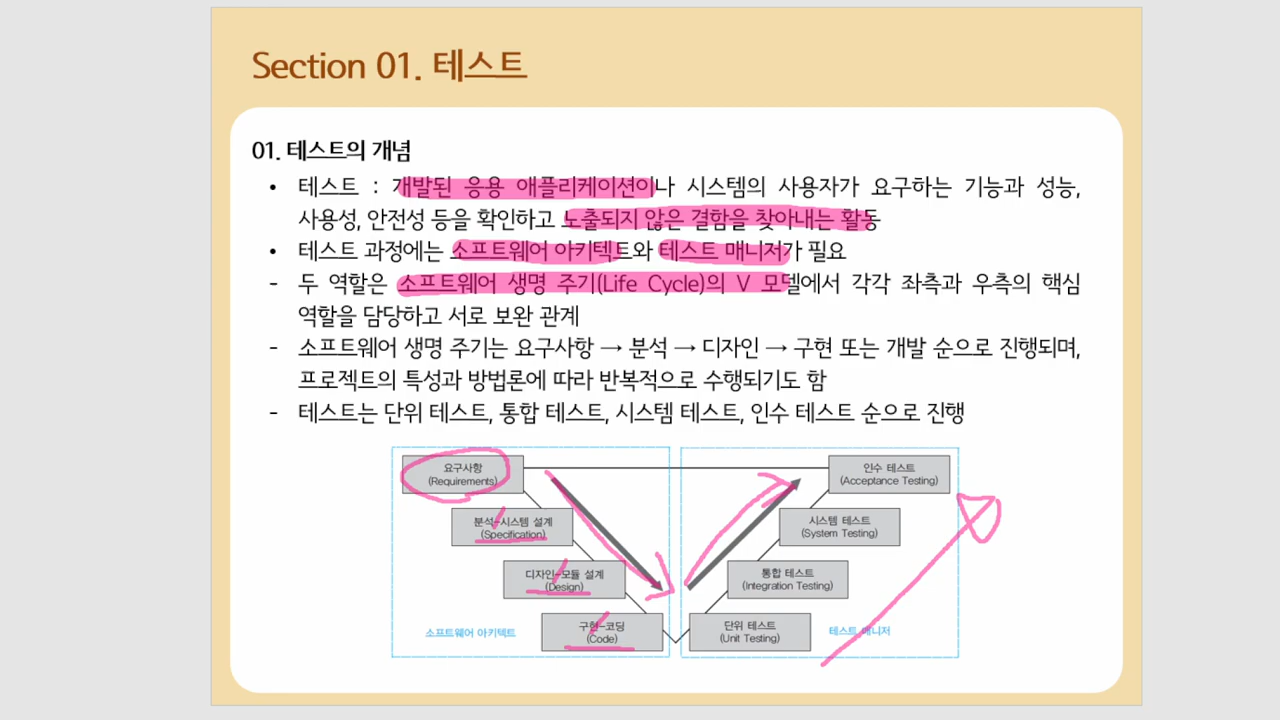 Section 01. 테스트
01. 테스트의 개념
• 테스트 : 개발된 응용 애플리케이션이나 시스템의 사용자가 요구하는 기능과 성능,
사용성, 안전성 등을 확인하고 노출되지 않은 결함을 찾아내는 활동
• 테스트 과정에는 소프트웨어 아키텍트와 테스트 매니저가 필요
- 두 역할은 소프트웨어 생명 주기(Life Cycle)의 V 모델에서 각각 좌측과 우측의 핵심
역할을 담당하고 서로 보완 관계
- 소프트웨어 생명 주기는 요구사항 → 분석 → 디자인 → 구현 또는 개발 순으로 진행되며,
프로젝트의 특성과 방법론에 따라 반복적으로 수행되기도 함
- 테스트는 단위 테스트, 통합 테스트, 시스템 테스트, 인수 테스트 순으로 진행
요구사항
(Requirements)
분석-시스템 설계
(Specification)
디자인-모듈 설계
(Design)
구현-코딩
(Code)
소프트웨어 아키텍트
인수 테스트
(Acceptance Testing)
시스템 테스트
(System Testing)
통합 테스트
(Integration Testing)
단위 테스트
(Unit Testing)
테스트 매니저